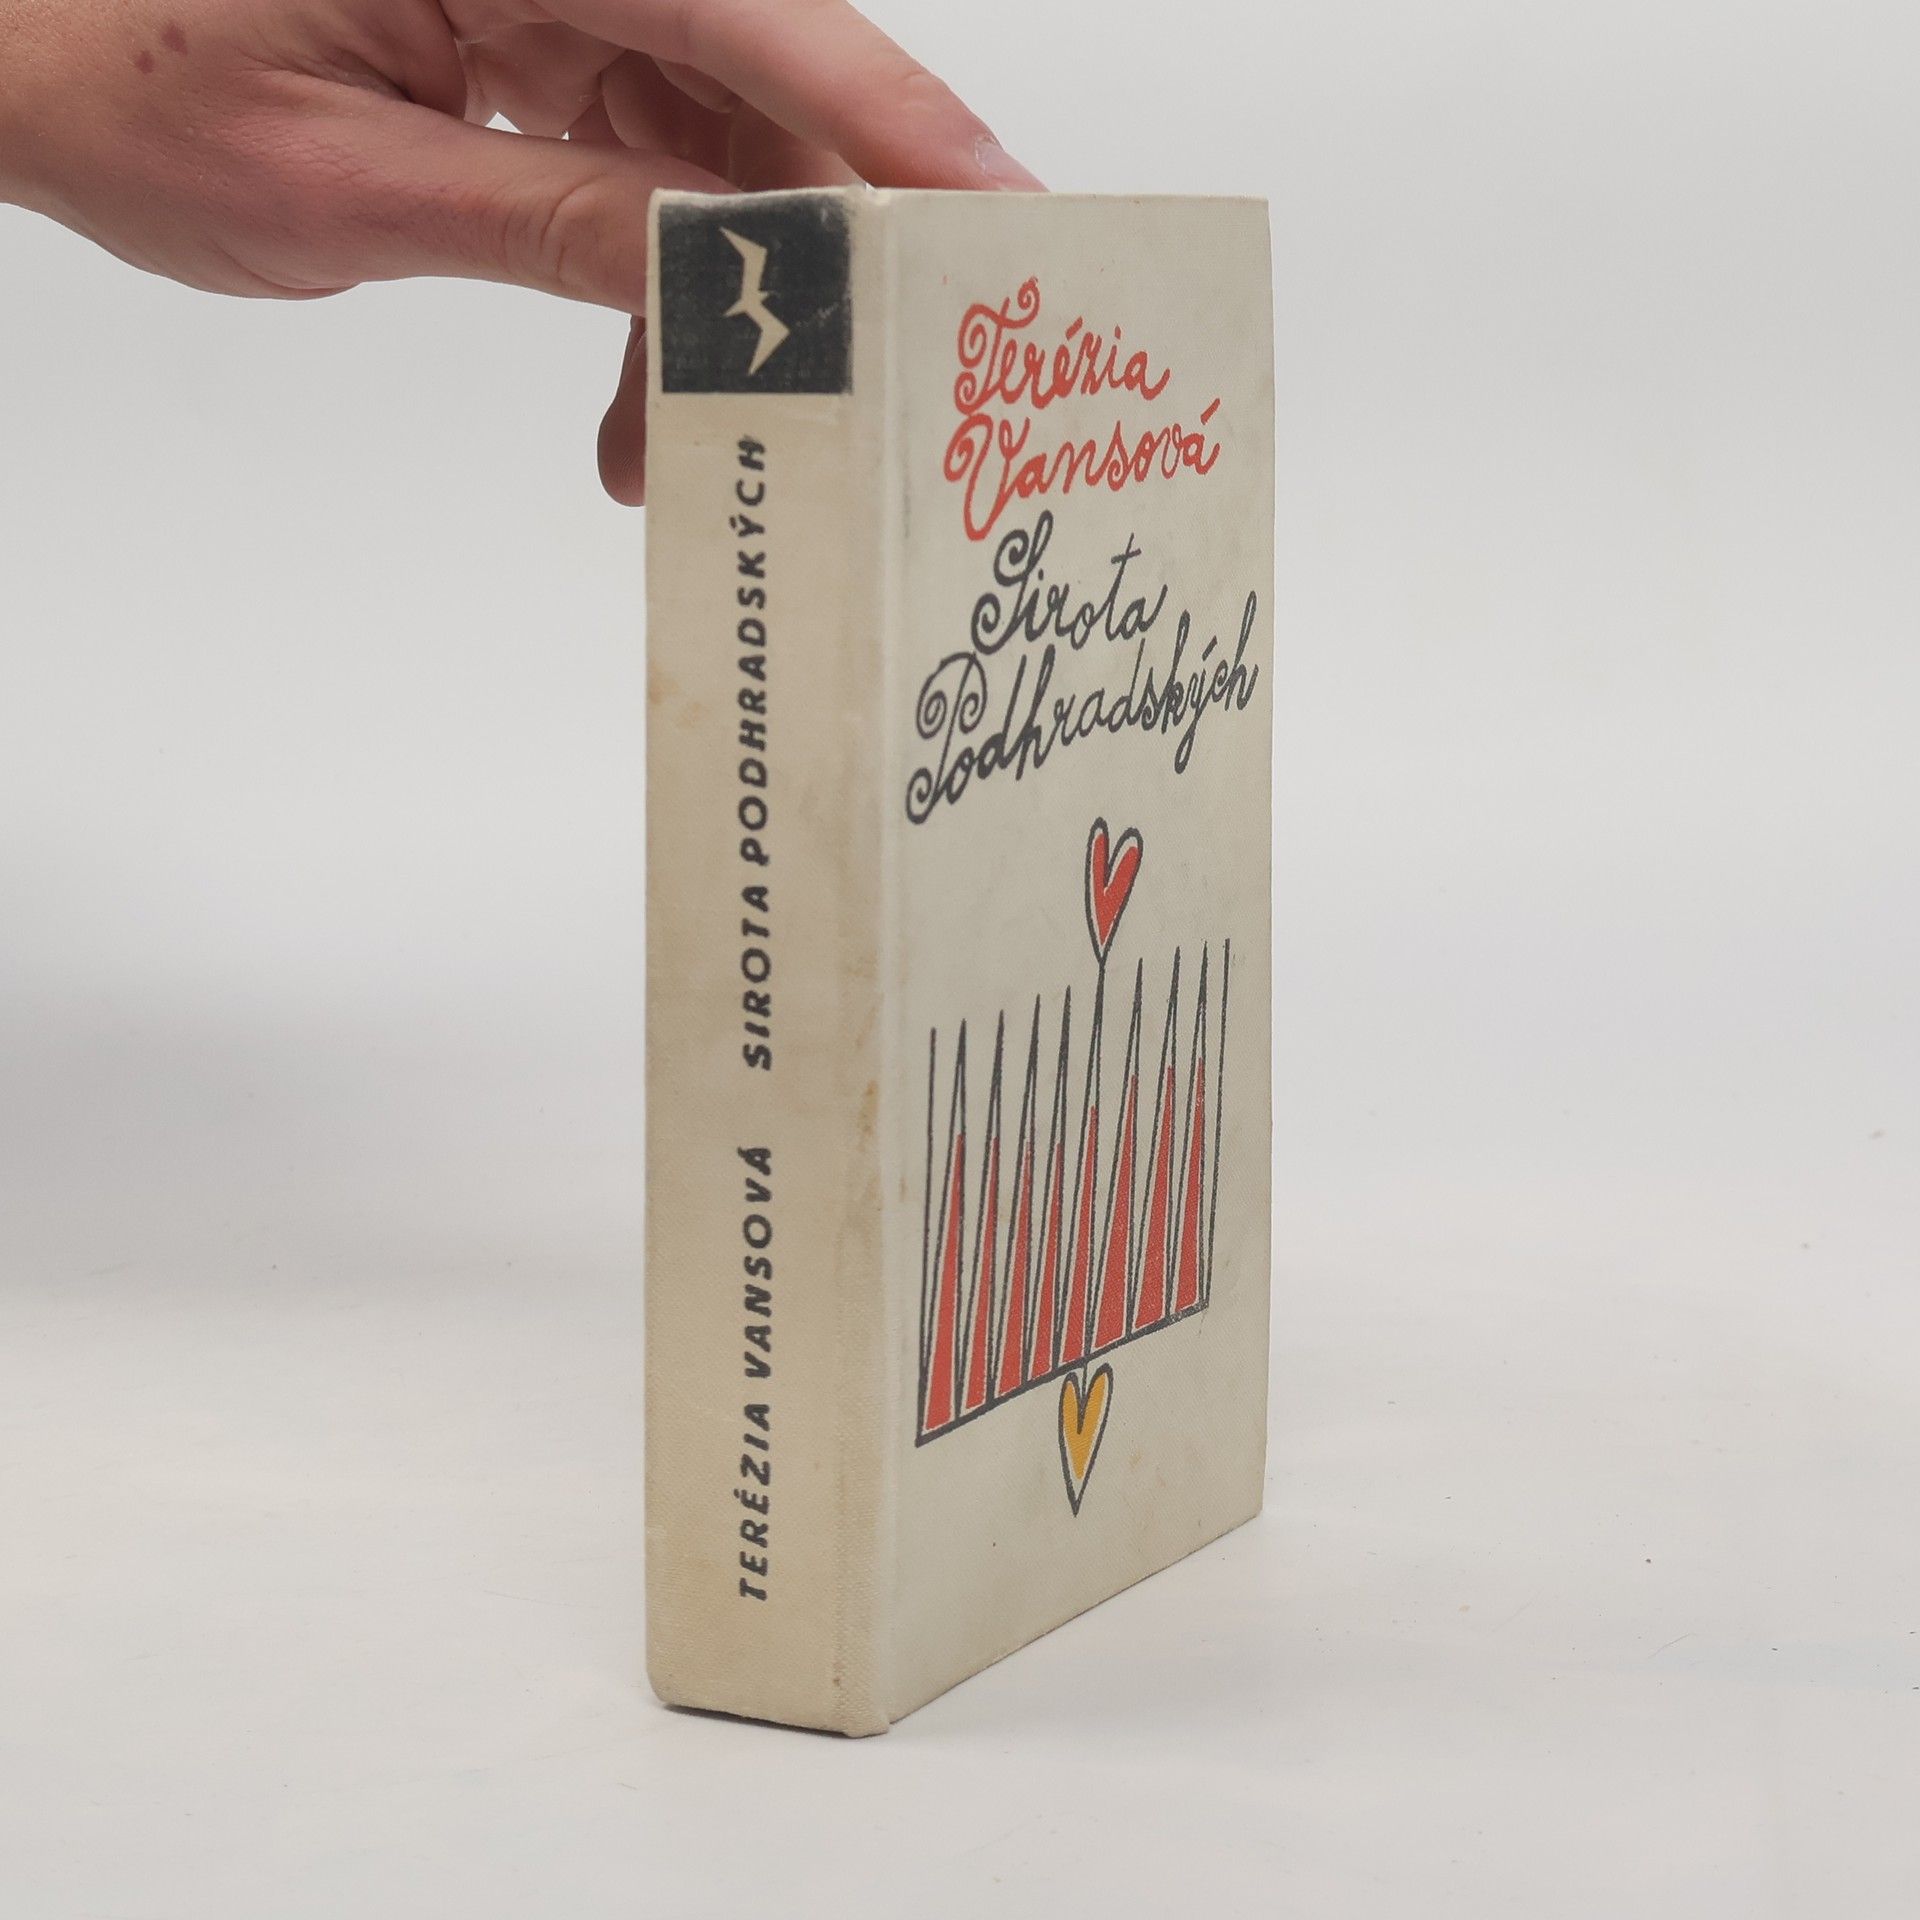 TERÉZIA VANSOVÁ SIROTA PODHRADSKÝCH
Terézia
Vansová
Sirota
Podhradských